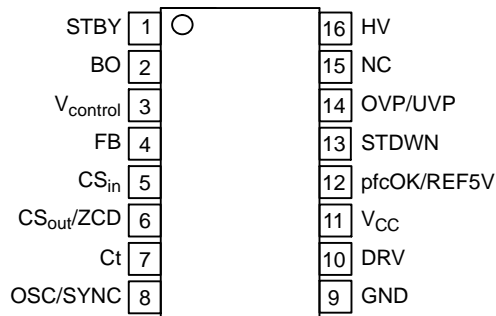 STBY 1 16 HV
BO 2 15 NC
Vcontrol 3 14 OVP/UVP
FB 4 13 STDWN
CSin 5 12 pfcOK/REF5V
CSout/ZCD 6 11 VCC
Ct 7 10 DRV
OSC/SYNC 8 9 GND